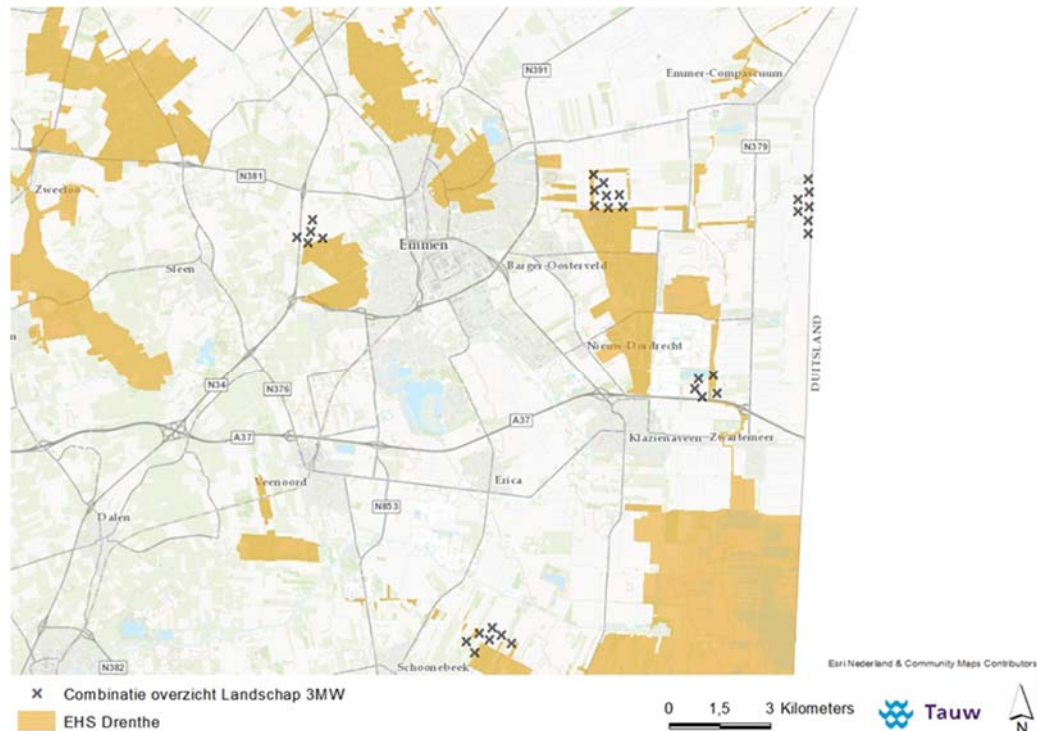 N391
Emmer-Compascuum
N379
N381
Zweeloo
Emmen
Sleen
Barger-Oosterveld
DUITSLAND
Nieuw-Dordrecht
N34
N376
A37
A37
Klazienaveen-Zwartemeer
Veenoord
Erica
N853
Dalen
N382
Schoonebeek
Esri Nederland & Community Maps Contributors
Combinatie overzicht Landschap 3MW
EHS Drenthe
0 1,5 3 Kilometers
Tauw
N